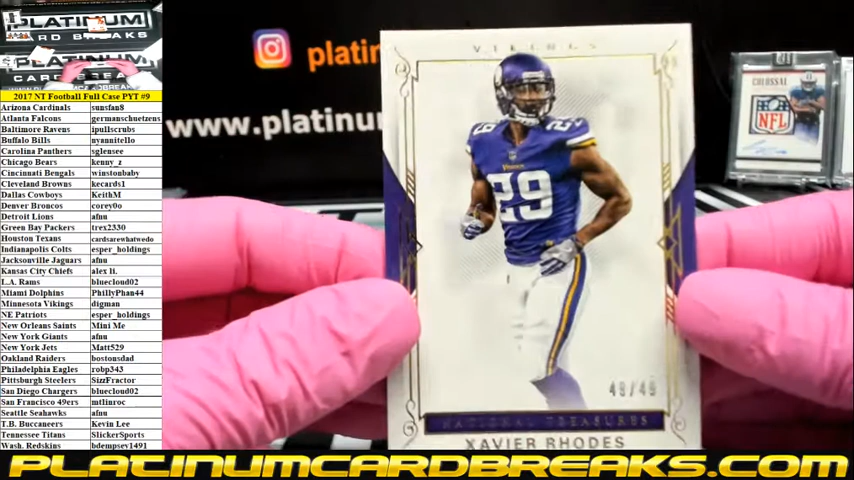 PLATINUM
CARD BREAKS
PLATINUM
platin
www.platinu
2017 NT Football Full Case PYT #9
Arizona Cardinals sunsfan8
Atlanta Falcons germanschuetzens
Baltimore Ravens ipullscrubs
Buffalo Bills nyannitello
Carolina Panthers sglensee
Chicago Bears kenny_z
Cincinnati Bengals winstonbaby
Cleveland Browns kecards1
Dallas Cowboys KeithM
Denver Broncos corey0o
Detroit Lions afnu
Green Bay Packers trex2330
Houston Texans cardsarewhatwedo
Indianapolis Colts esper_holdings
Jacksonville Jaguars afnu
Kansas City Chiefs alex li.
L.A. Rams bluecloud02
Miami Dolphins PhillyPhan44
Minnesota Vikings digman
NE Patriots esper_holdings
New Orleans Saints Mini Me
New York Giants afnu
New York Jets Matt529
Oakland Raiders bostonsdad
Philadelphia Eagles robp343
Pittsburgh Steelers SizzFractor
San Diego Chargers bluecloud02
San Francisco 49ers mtlinroc
Seattle Seahawks afnu
T.B. Buccaneers Kevin Lee
Tennessee Titans SlickerSports
Wash. Redskins bdempsey1491
VIKINGS
29 29
VIKINGS
29
49/49
NATIONAL TREASURES
XAVIER RHODES
COLOSSAL
NFL
PLATINUMCARDBREAKS.COM